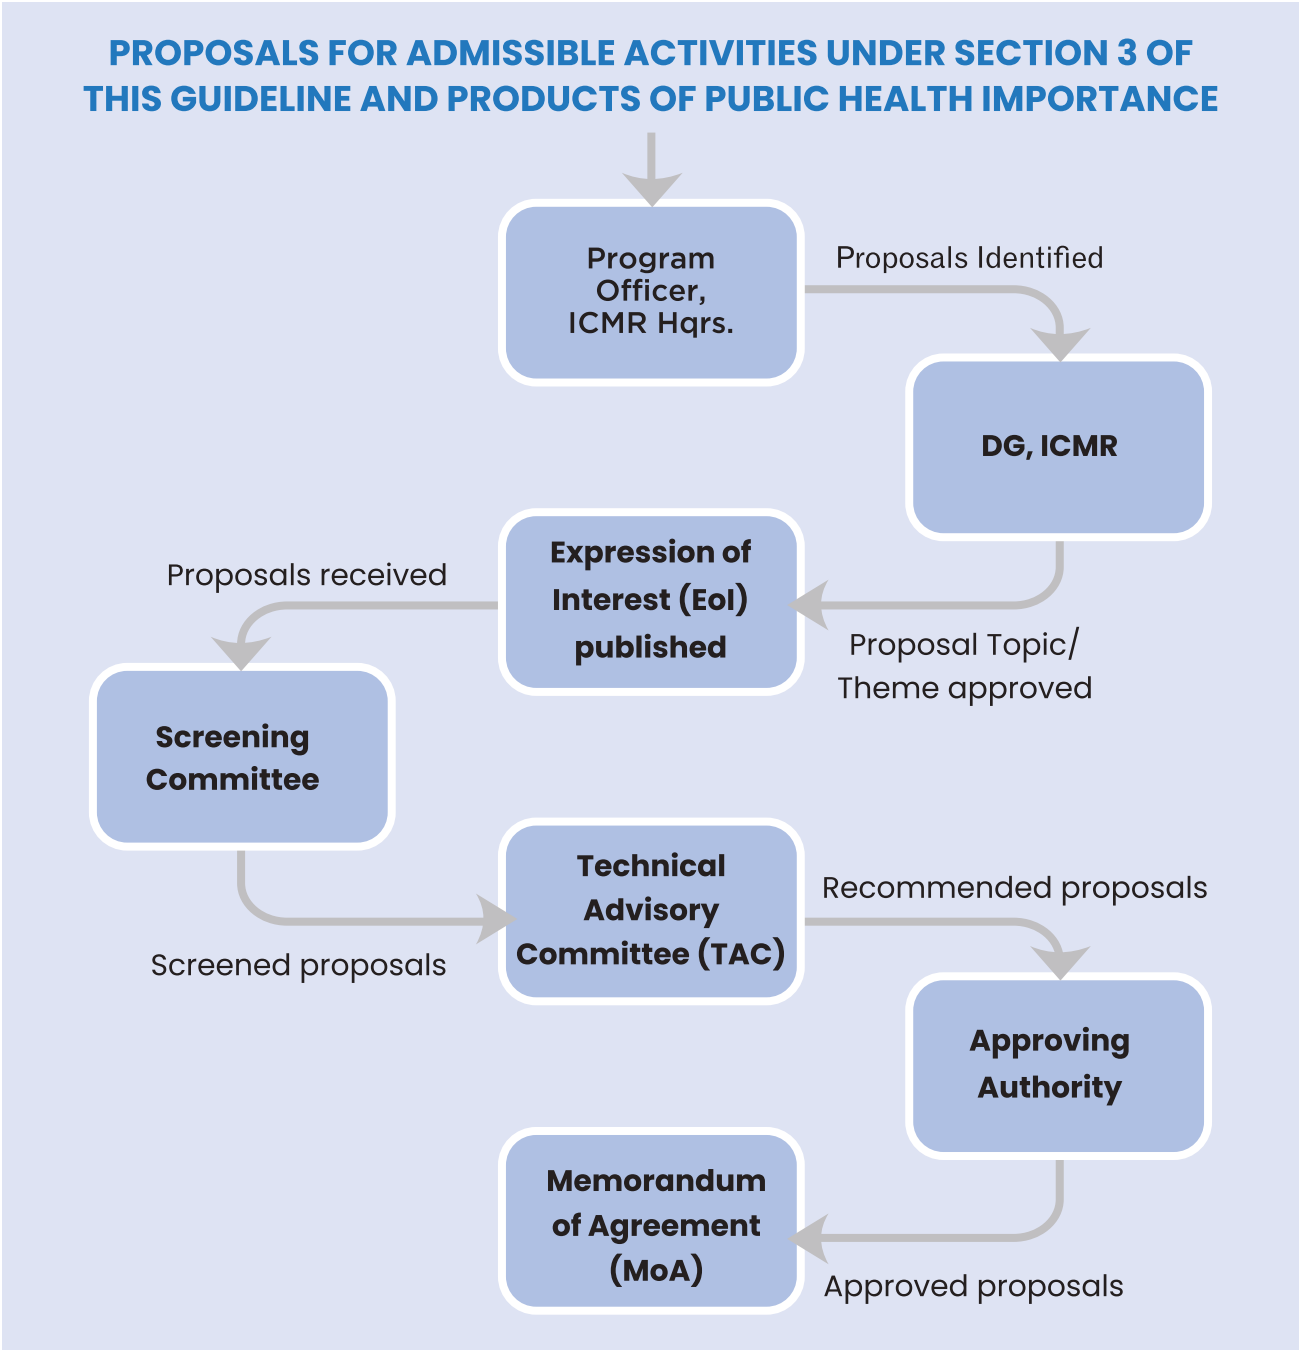 PROPOSALS FOR ADMISSIBLE ACTIVITIES UNDER SECTION 3 OF
THIS GUIDELINE AND PRODUCTS OF PUBLIC HEALTH IMPORTANCE
Program
Officer,
ICMR Hqrs.
Proposals Identified
DG, ICMR
Proposal Topic/
Theme approved
Expression of
Interest (EoI)
published
Proposals received
Screening
Committee
Screened proposals
Technical
Advisory
Committee (TAC)
Recommended proposals
Approving
Authority
Approved proposals
Memorandum
of Agreement
(MoA)